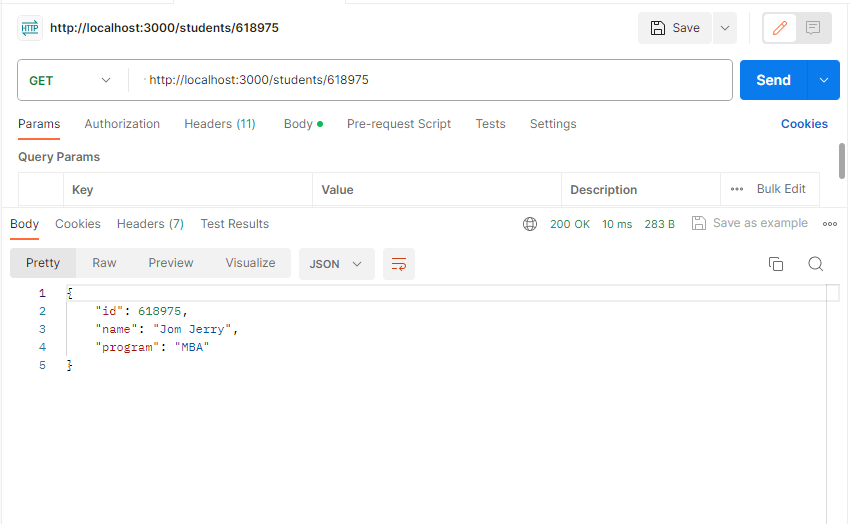 HTTP http://localhost:3000/students/618975 Save
GET http://localhost:3000/students/618975 Send
Params Authorization Headers (11) Body Pre-request Script Tests Settings Cookies
Query Params
Key Value Description ••• Bulk Edit
Body Cookies Headers (7) Test Results 200 OK 10 ms 283 B Save as example •••
Pretty Raw Preview Visualize JSON
1 {
2 "id": 618975,
3 "name": "Jom Jerry",
4 "program": "MBA"
5 }